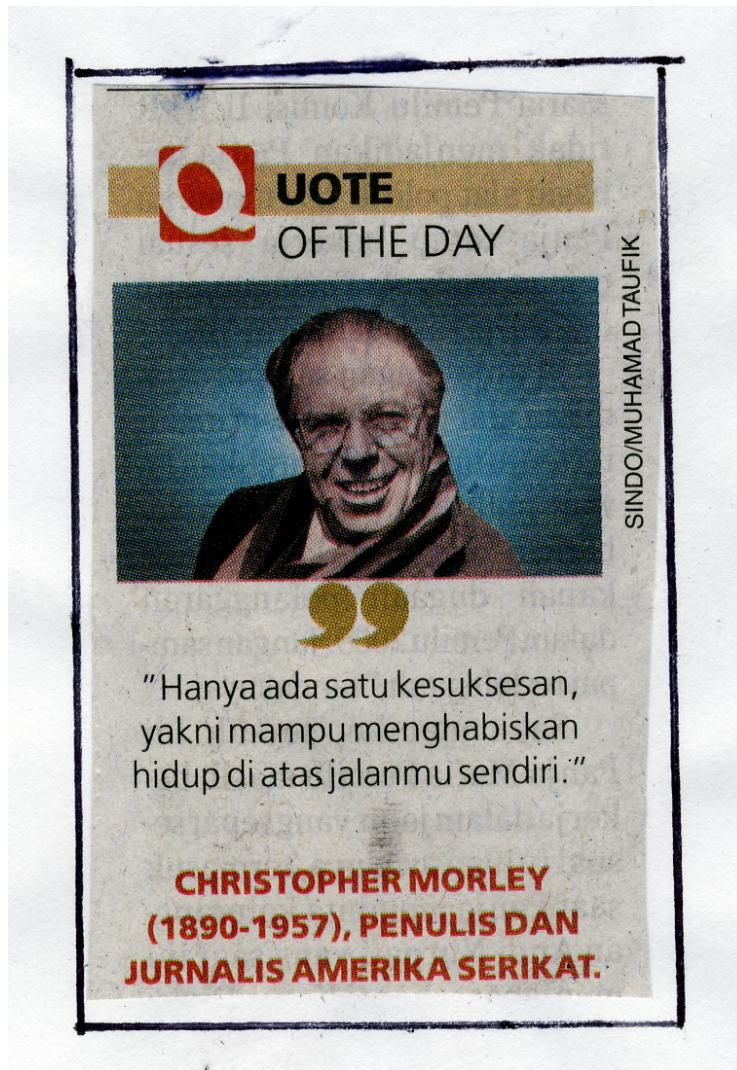 QUOTE
OF THE DAY
SINDO/MUHAMAD TAUFIK
"Hanya ada satu kesuksesan,
yakni mampu menghabiskan
hidup di atas jalanmu sendiri."
CHRISTOPHER MORLEY
(1890-1957), PENULIS DAN
JURNALIS AMERIKA SERIKAT.